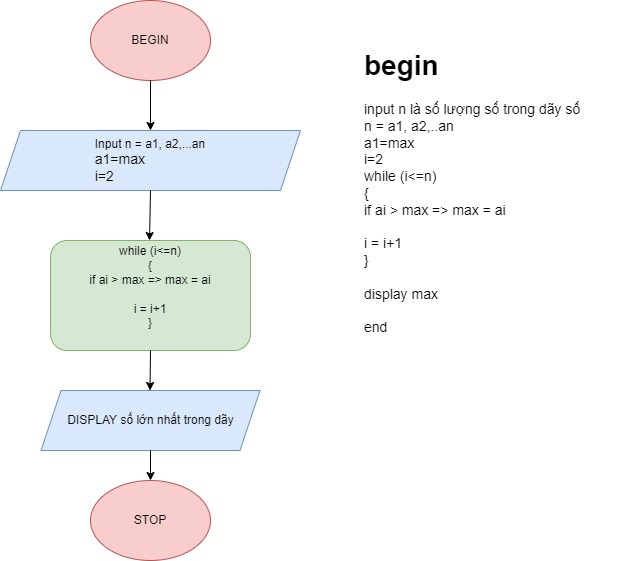 BEGIN
Input n = a1, a2,...an
a1=max
i=2
while (i<=n)
{
if ai > max => max = ai
i = i+1
}
DISPLAY số lớn nhất trong dãy
STOP
begin
input n là số lượng số trong dãy số
n = a1, a2,..an
a1=max
i=2
while (i<=n)
{
if ai > max => max = ai
i = i+1
}
display max
end